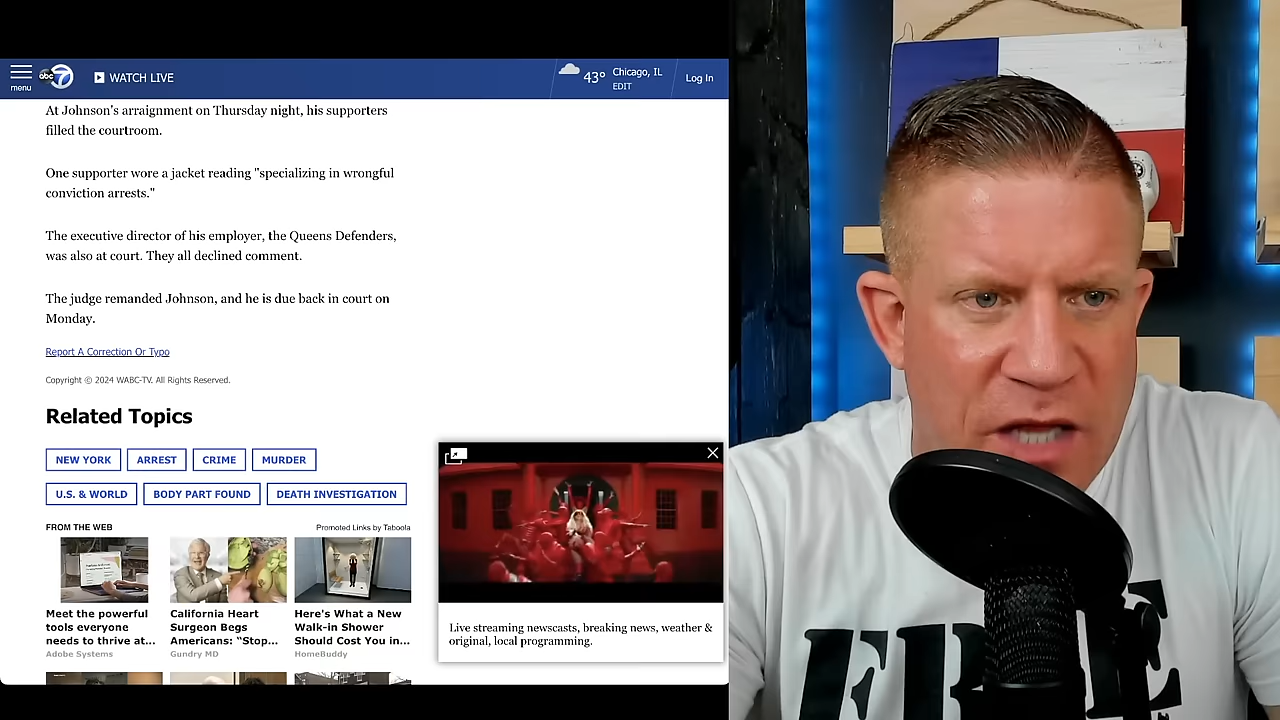 menu
abc 7
WATCH LIVE
43°
Chicago, IL
EDIT
Log In
At Johnson's arraignment on Thursday night, his supporters
filled the courtroom.
One supporter wore a jacket reading "specializing in wrongful
conviction arrests."
The executive director of his employer, the Queens Defenders,
was also at court. They all declined comment.
The judge remanded Johnson, and he is due back in court on
Monday.
Report A Correction Or Typo
Copyright © 2024 WABC-TV. All Rights Reserved.
Related Topics
NEW YORK ARREST CRIME MURDER
U.S. & WORLD BODY PART FOUND DEATH INVESTIGATION
FROM THE WEB
Promoted Links by Taboola
Meet the powerful
tools everyone
needs to thrive at...
Adobe Systems
California Heart
Surgeon Begs
Americans: “Stop...
Gundry MD
Here's What a New
Walk-in Shower
Should Cost You in...
HomeBuddy
Live streaming newscasts, breaking news, weather &
original, local programming.